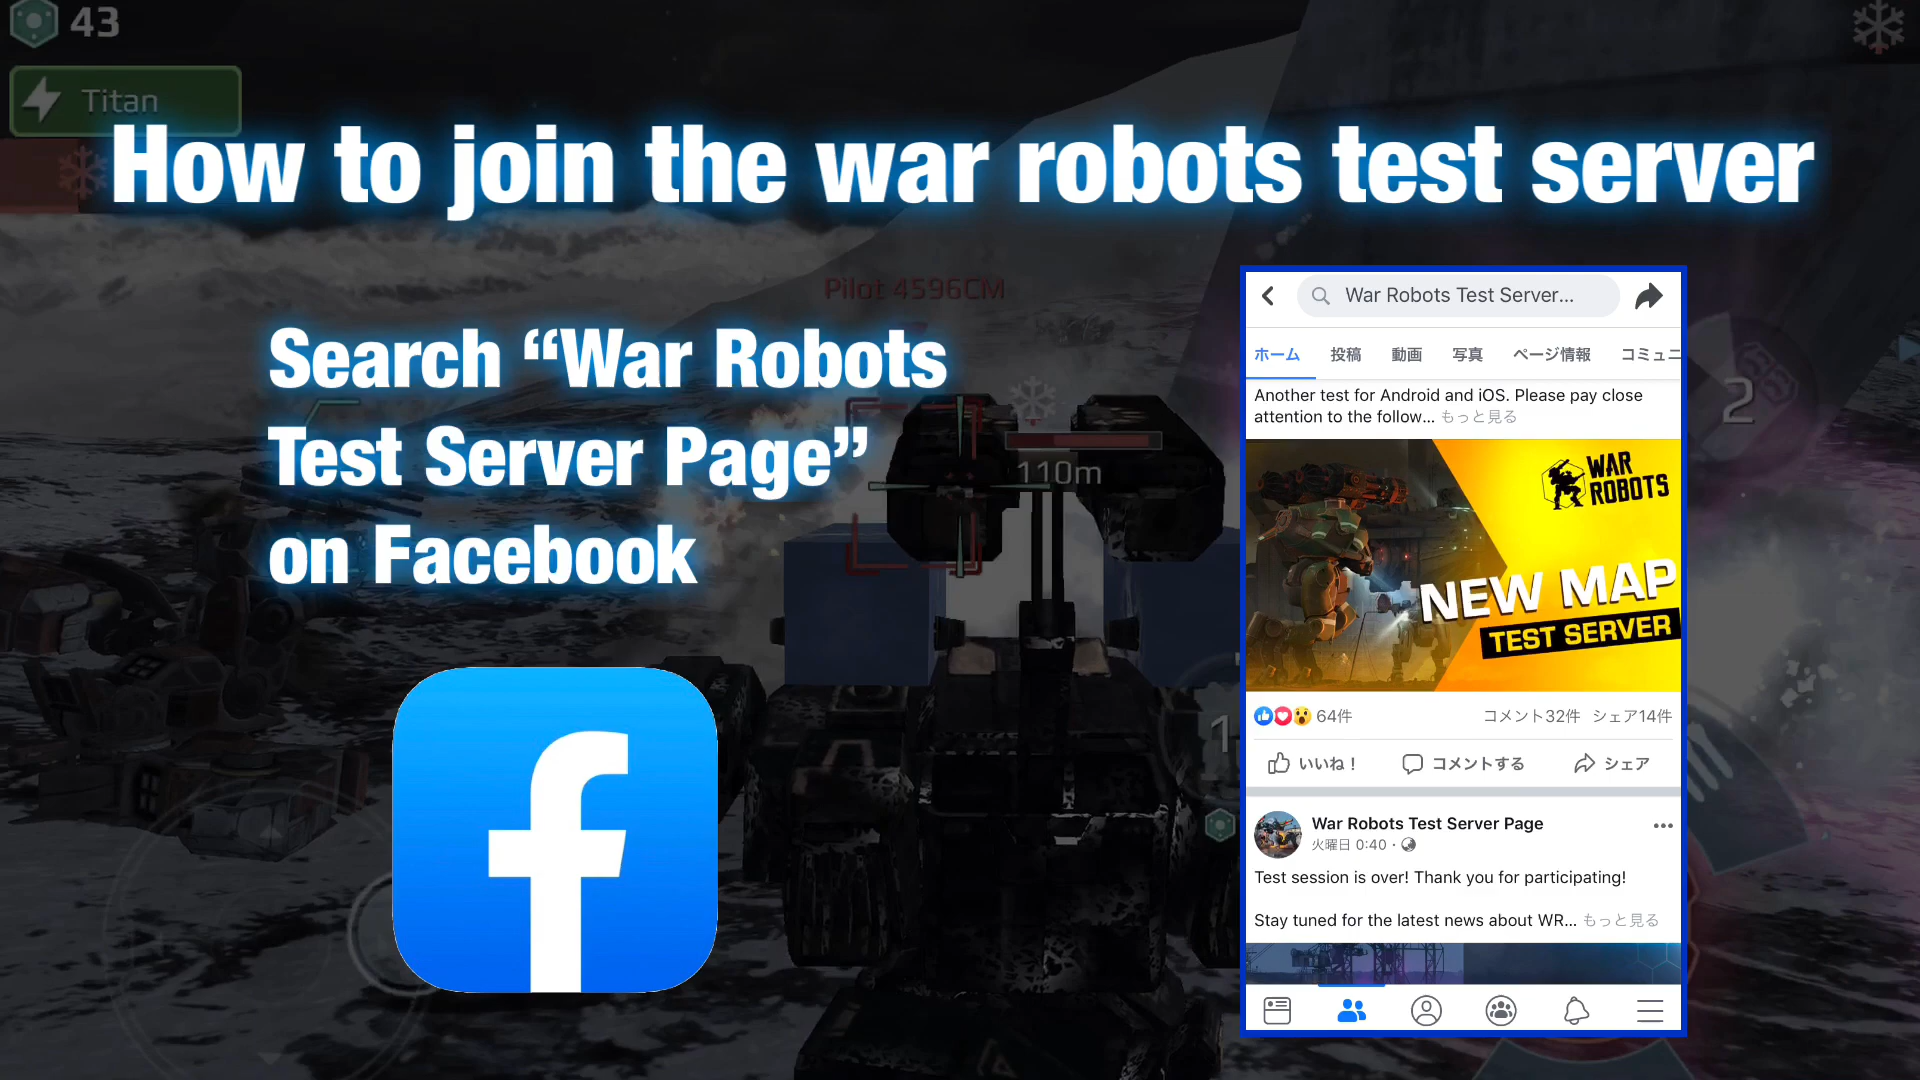 43
Titan
How to join the war robots test server
Pilot 4596CM
Search “War Robots
Test Server Page”
on Facebook
110m
2
1
War Robots Test Server...
ホーム 投稿 動画 写真 ページ情報 コミュニ
Another test for Android and iOS. Please pay close
attention to the follow... もっと見る
WAR
ROBOTS
NEW MAP
TEST SERVER
64件 コメント32件 シェア14件
いいね！ コメントする シェア
War Robots Test Server Page
火曜日 0:40 ·
Test session is over! Thank you for participating!
Stay tuned for the latest news about WR... もっと見る